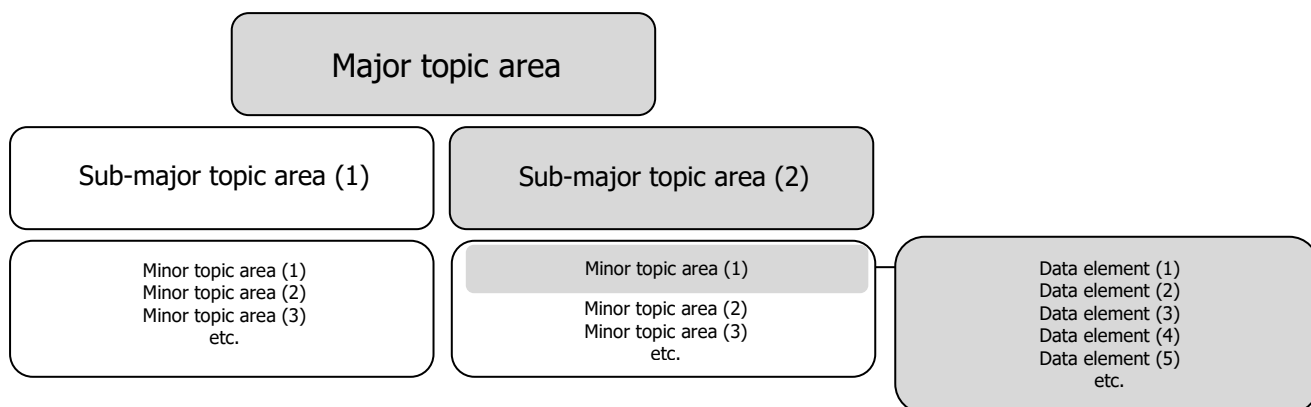 Major topic area
Sub-major topic area (1)
Sub-major topic area (2)
Minor topic area (1)
Minor topic area (2)
Minor topic area (3)
etc.
Minor topic area (1)
Minor topic area (2)
Minor topic area (3)
etc.
Data element (1)
Data element (2)
Data element (3)
Data element (4)
Data element (5)
etc.